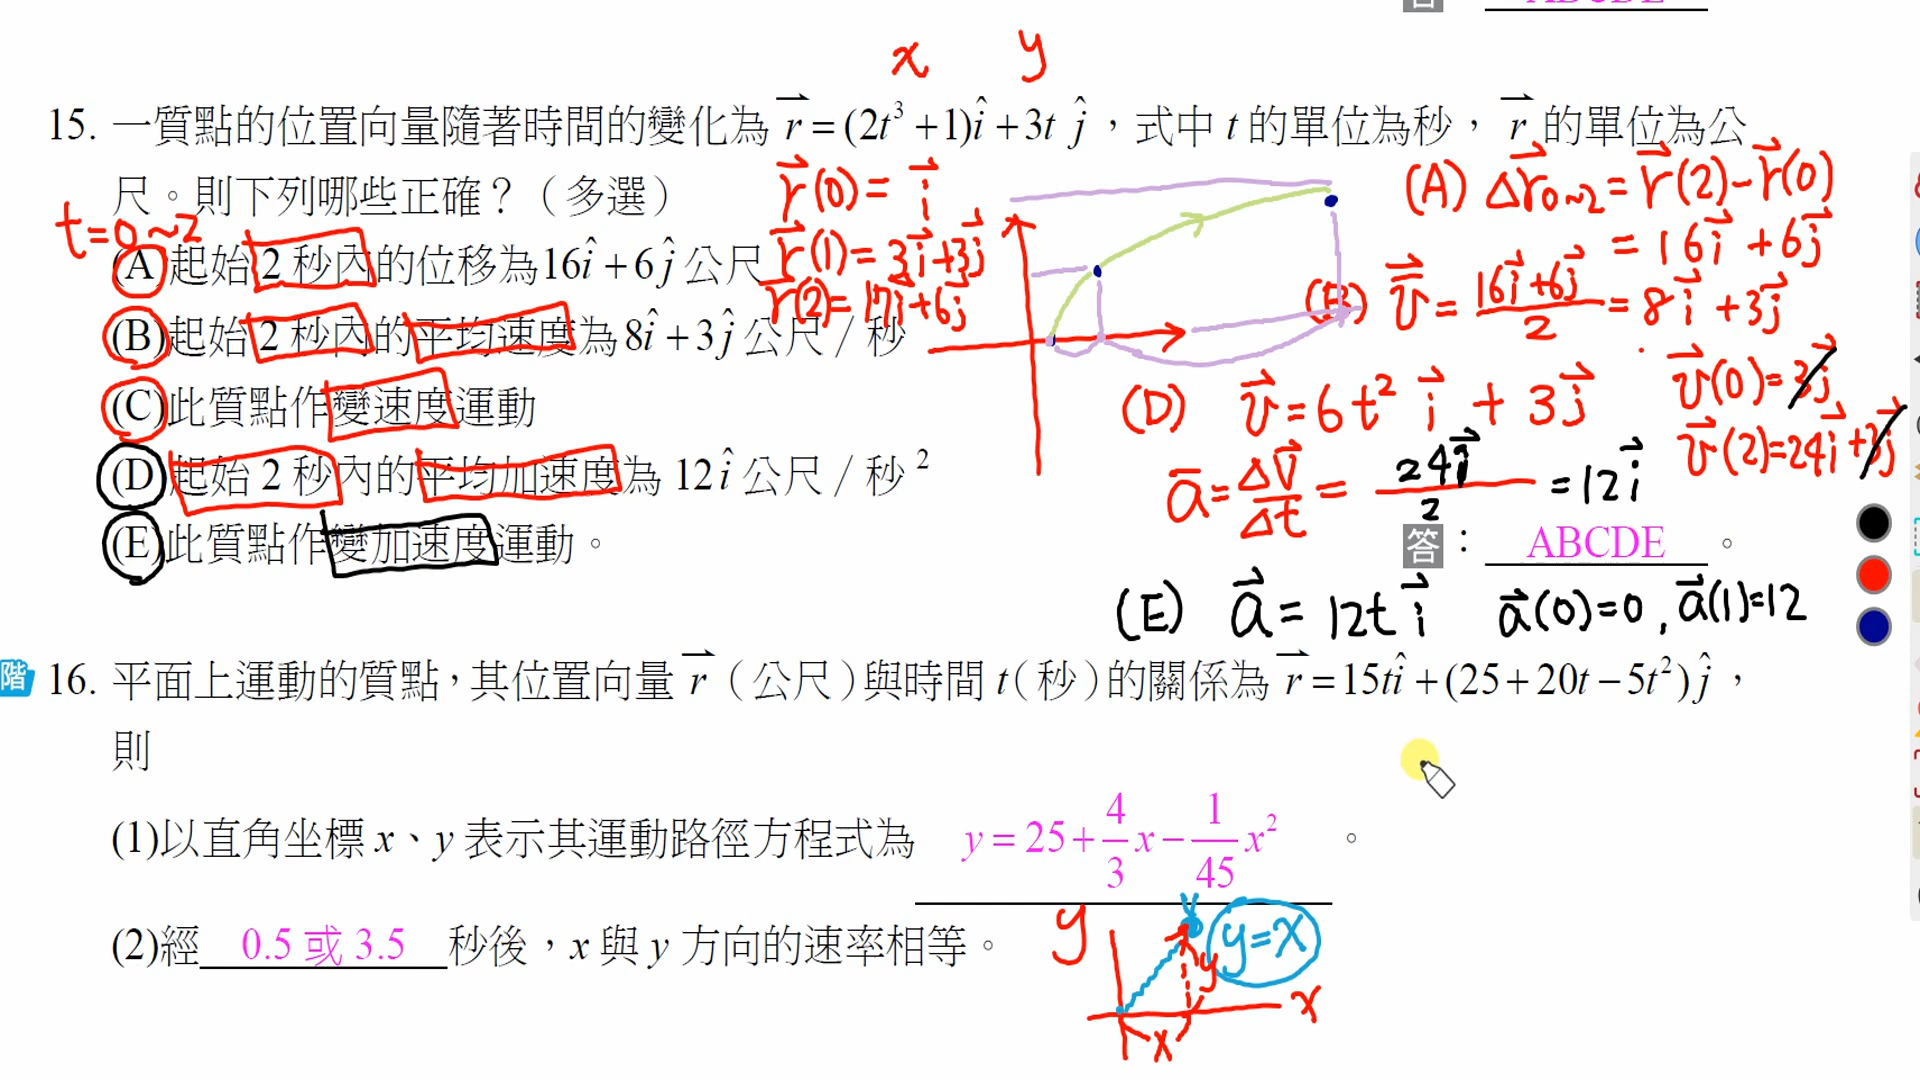 ABCDE
x y
15. 一質點的位置向量隨著時間的變化為 r⃗ = (2t³ + 1)î + 3t ĵ，式中 t 的單位為秒，r⃗ 的單位為公
尺。則下列哪些正確？（多選）
t=0~2
(A) 起始 2 秒內的位移為 16î + 6ĵ 公尺
(B) 起始 2 秒內的平均速度為 8î + 3ĵ 公尺／秒
(C) 此質點作變速度運動
(D) 起始 2 秒內的平均加速度為 12î 公尺／秒²
(E) 此質點作變加速度運動。
r⃗(0) = i⃗
r⃗(1) = 3i⃗+3j⃗
r⃗(2) = 17i⃗+6j⃗
(A) Δr⃗0~2 = r⃗(2)−r⃗(0)
= 16i⃗ + 6j⃗
(B) v⃗ = (16i⃗+6j⃗)/2 = 8i⃗ + 3j⃗
(D) v⃗ = 6t² i⃗ + 3j⃗
v⃗(0) = 3j⃗
v⃗(2) = 24i⃗ + 3j⃗
a⃗ = Δv⃗/Δt = 24i⃗/2 = 12i⃗
答：ABCDE。
(E) a⃗ = 12t i⃗ a⃗(0)=0, a⃗(1)=12
階 16. 平面上運動的質點，其位置向量 r⃗（公尺）與時間 t（秒）的關係為 r⃗ = 15tî + (25 + 20t − 5t²)ĵ，
則
(1)以直角坐標 x、y 表示其運動路徑方程式為 y = 25 + 4/3 x − 1/45 x² 。
(2)經 0.5 或 3.5 秒後，x 與 y 方向的速率相等。
y y=x
y
x
x